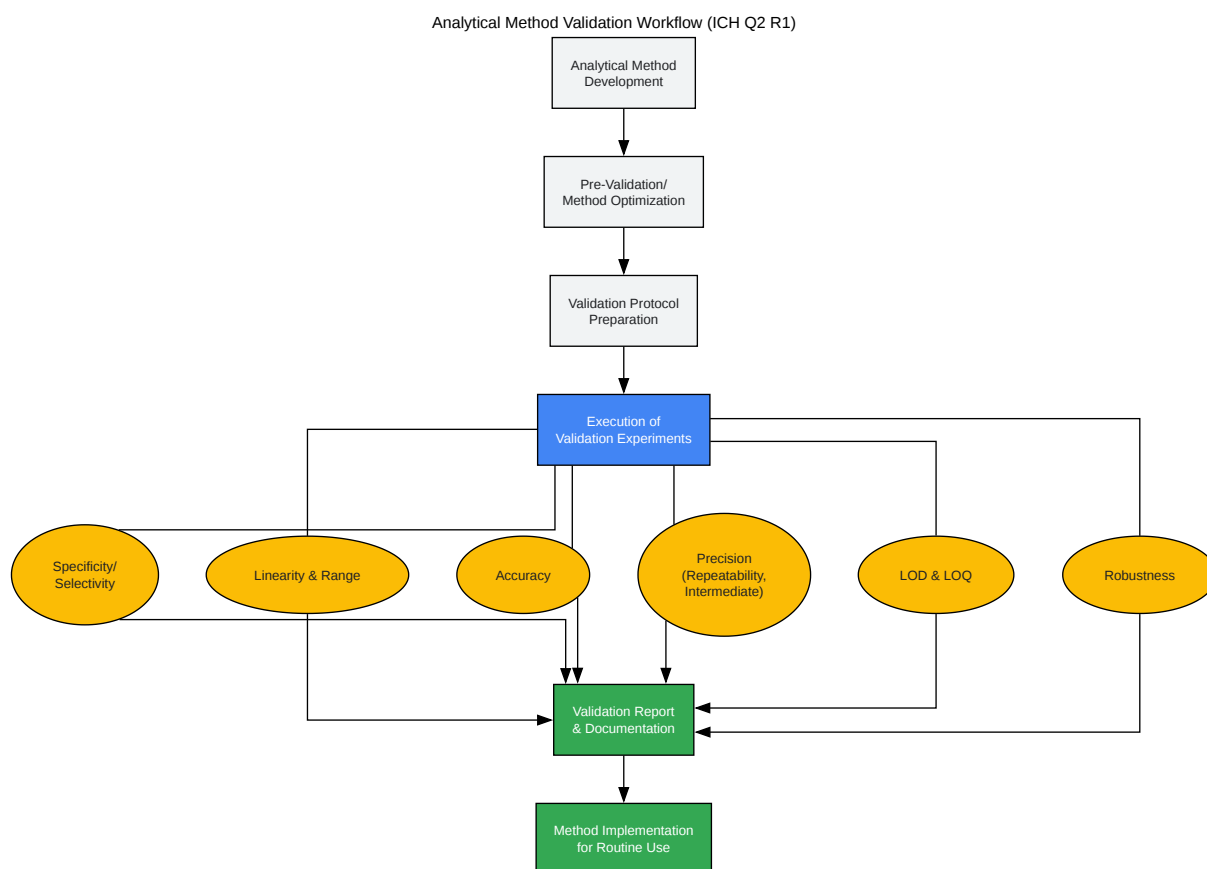 Analytical Method Validation Workflow (ICH Q2 R1)
Analytical Method
Development
Pre-Validation/
Method Optimization
Validation Protocol
Preparation
Execution of
Validation Experiments
Specificity/
Selectivity
Linearity & Range
Accuracy
Precision
(Repeatability,
Intermediate)
LOD & LOQ
Robustness
Validation Report
& Documentation
Method Implementation
for Routine Use